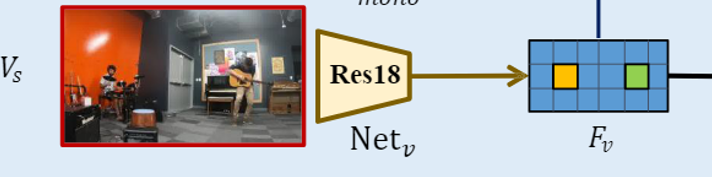 mono
V_s
Res18
Net_v
F_v